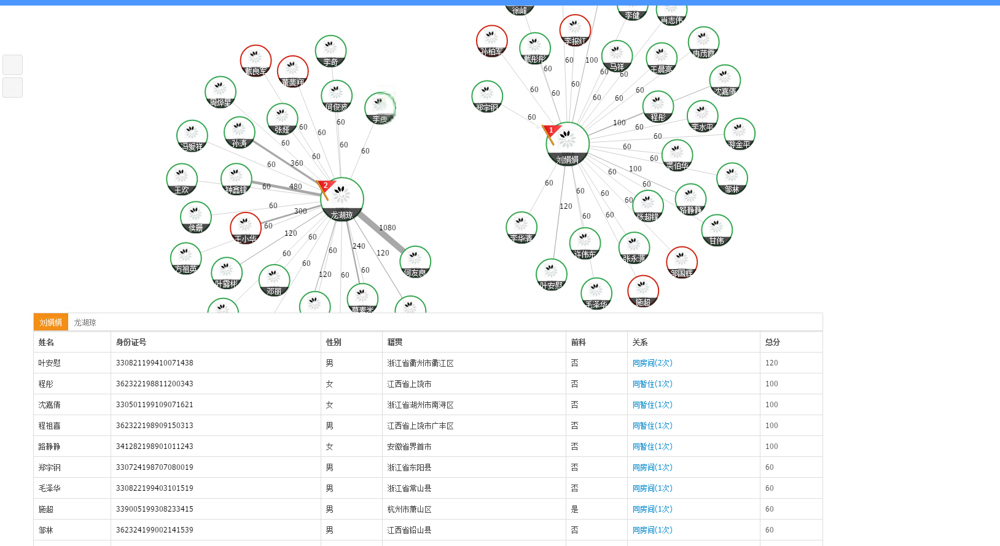 徐峰
李健
肖志伟
孙柏军
戴彤彤
李报红
马祥
王晨亮
冉茂霞
沈嘉倩
郑宇钢
程彤
李水平
游金平
裘伯华
邹林
路静静
张超锋
甘伟
李华清
许伟东
张永源
邹国辉
叶安慰
毛泽华
施超
1
刘娟娟
60
60
100
60
60
60
60
60
60
60
60
60
60
100
60
60
60
60
100
60
60
60
60
60
60
120
60
60
戴良军
董斐翔
李奇
周烨星
何俊波
李虎
张娅
冯爱祥
孙涛
王欢
钟鑫锋
侯珊
王小华
方祖英
叶露彬
邓丽
何友良
2
龙湖琼
60
60
60
60
60
60
60
60
360
60
480
60
300
60
120
60
60
60
60
120
60
240
60
120
1080
刘娟娟 龙湖琼
姓名 身份证号 性别 籍贯 前科 关系 总分
叶安慰 330821199410071438 男 浙江省衢州市衢江区 否 同房间(2次) 120
程彤 362322198811200343 女 江西省上饶市 否 同暂住(1次) 100
沈嘉倩 330501199109071621 女 浙江省湖州市南浔区 否 同暂住(1次) 100
程祖喜 362322198909150313 男 江西省上饶市广丰区 否 同暂住(1次) 100
路静静 341282198901011243 女 安徽省界首市 否 同暂住(1次) 100
郑宇钢 330724198707080019 男 浙江省东阳县 否 同房间(1次) 60
毛泽华 330822199403101519 男 浙江省常山县 否 同房间(1次) 60
施超 339005199308233415 男 杭州市萧山区 是 同房间(1次) 60
邹林 362324199002141539 男 江西省铅山县 否 同房间(1次) 60